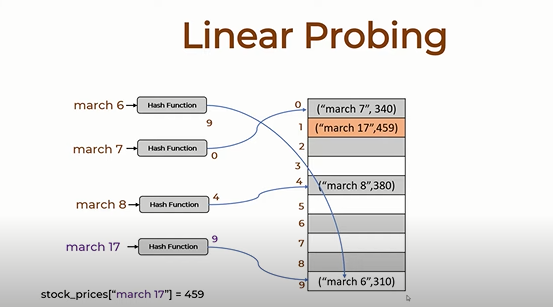 Linear Probing
march 6
Hash Function
9
march 7
Hash Function
0
march 8
Hash Function
4
march 17
Hash Function
9
0
("march 7", 340)
1
("march 17",459)
2
3
4
("march 8",380)
5
6
7
8
9
("march 6",310)
stock_prices["march 17"] = 459